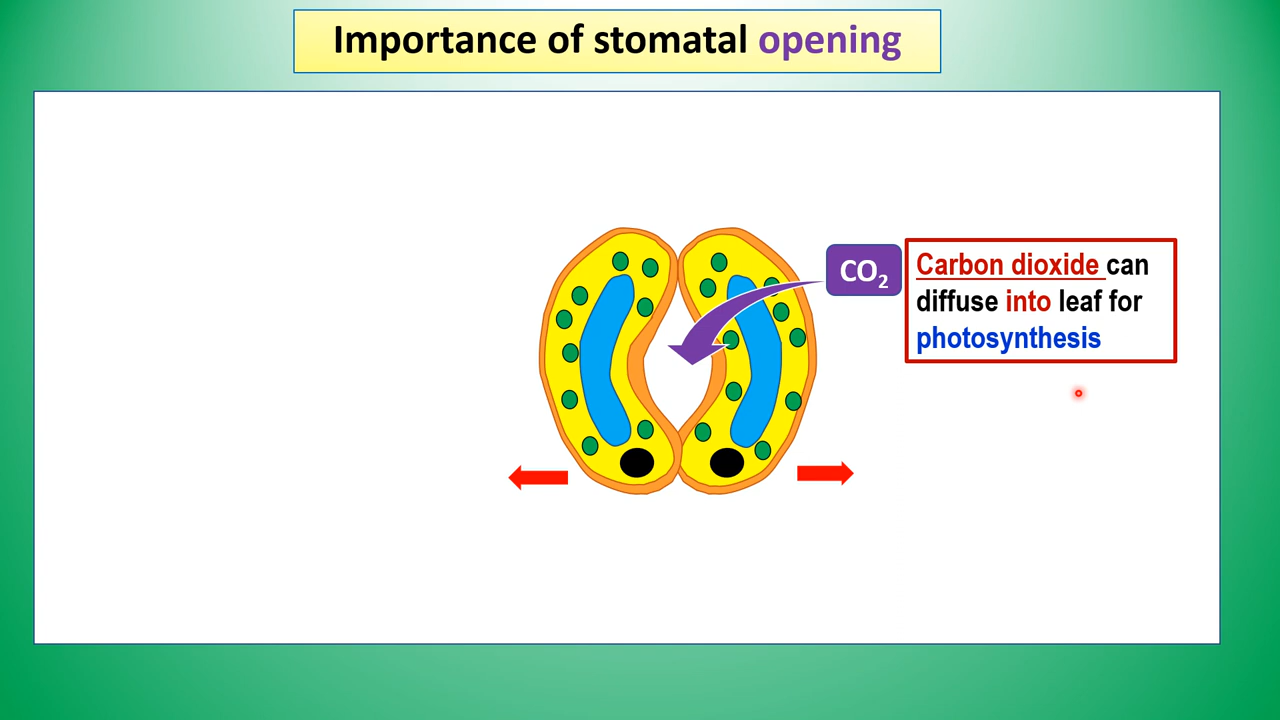 Importance of stomatal opening
CO₂
Carbon dioxide can
diffuse into leaf for
photosynthesis